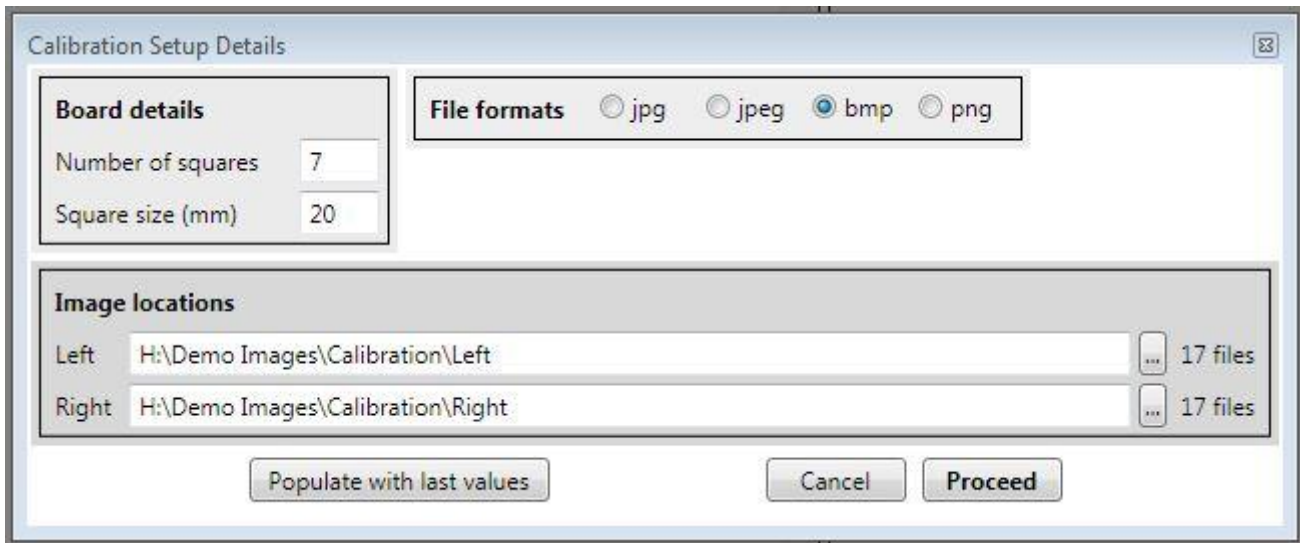 Calibration Setup Details
Board details
Number of squares 7
Square size (mm) 20
File formats jpg jpeg bmp png
Image locations
Left H:\Demo Images\Calibration\Left ... 17 files
Right H:\Demo Images\Calibration\Right ... 17 files
Populate with last values Cancel Proceed